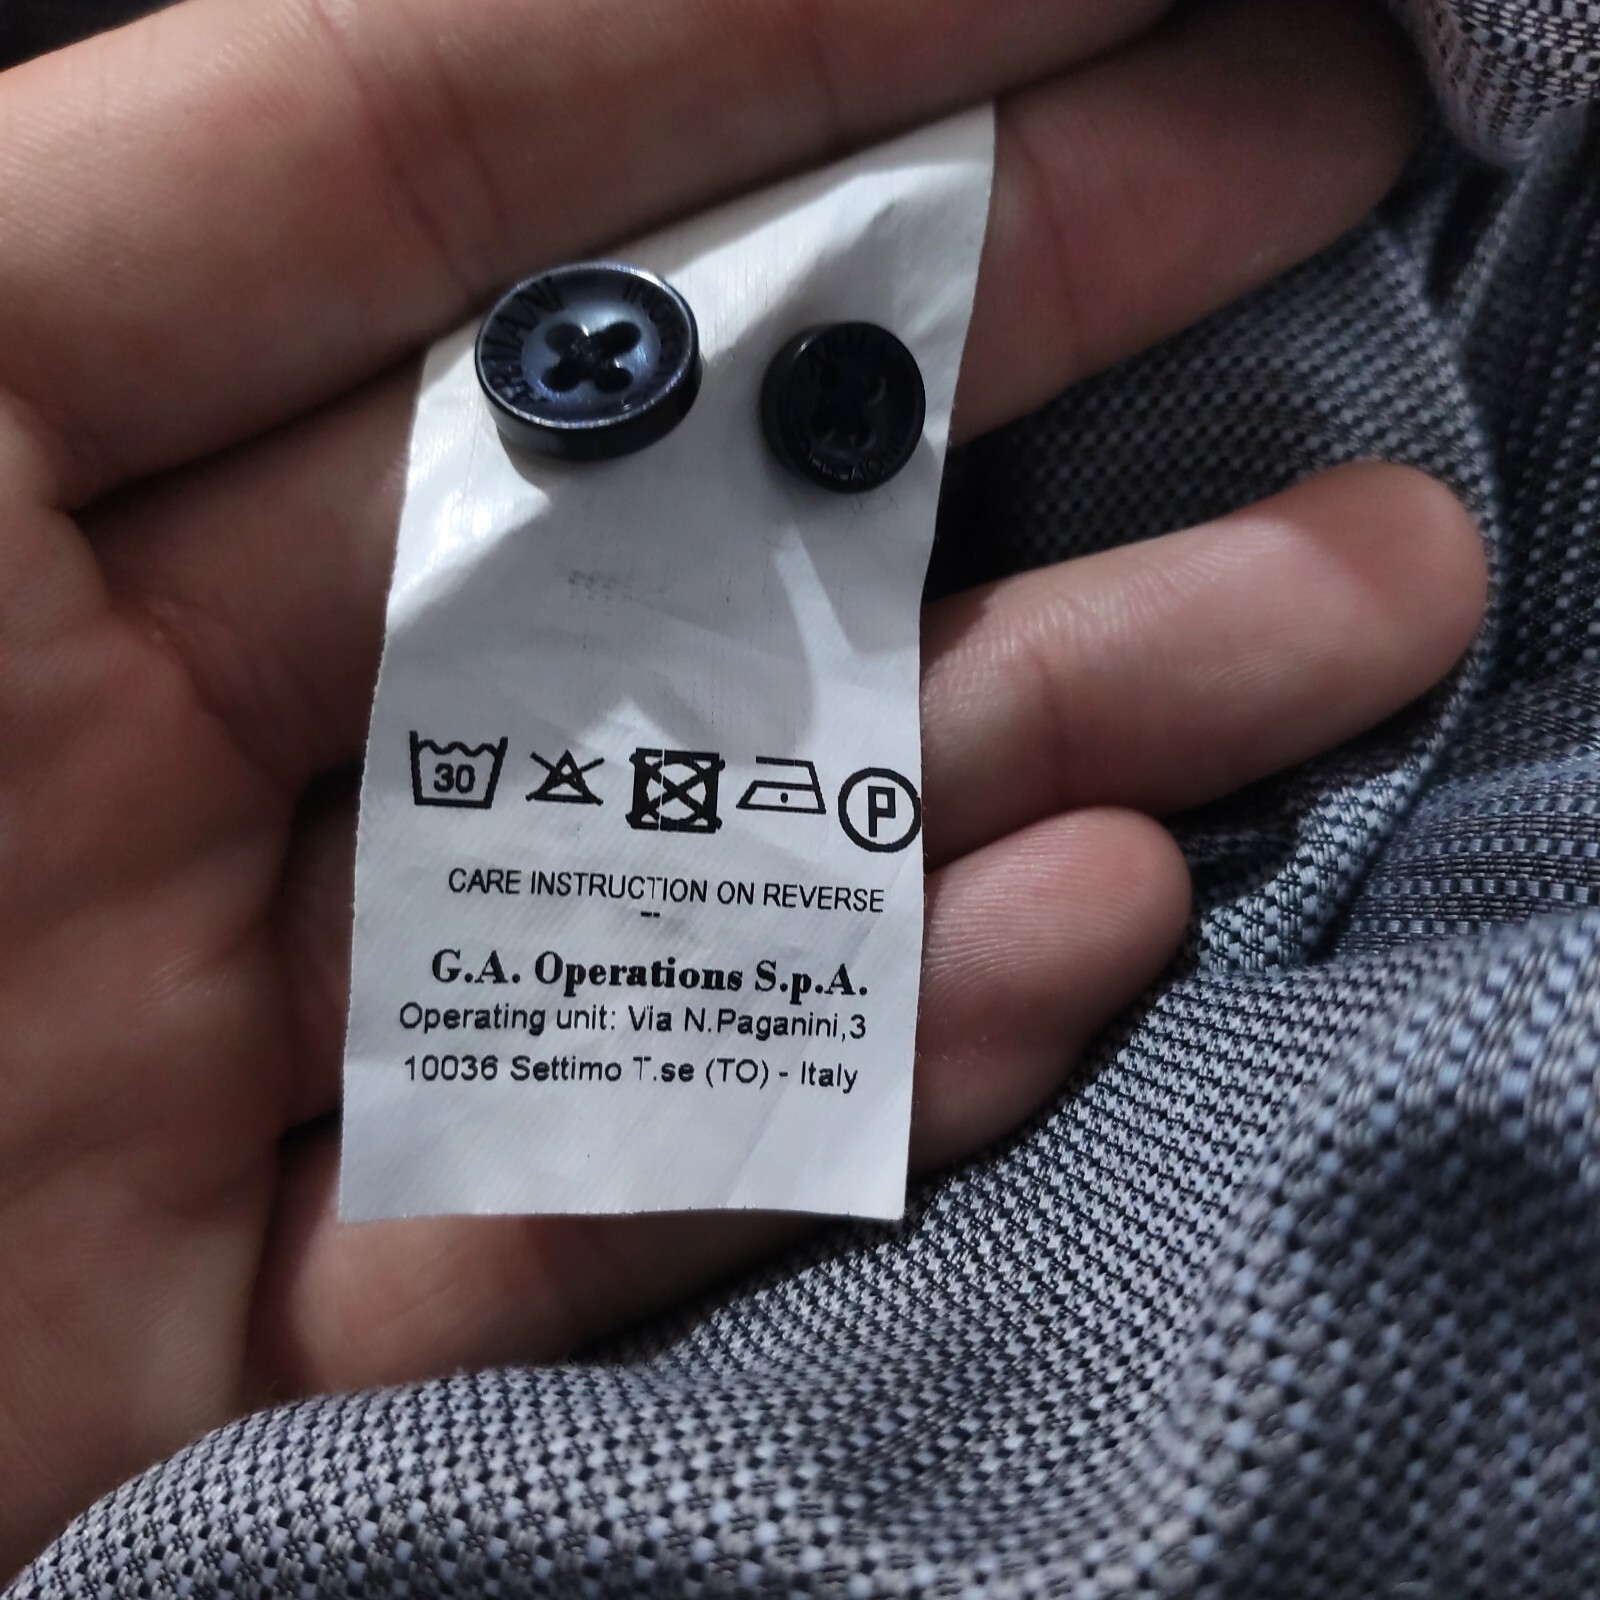 30
P
CARE INSTRUCTION ON REVERSE
--
G.A. Operations S.p.A.
Operating unit: Via N.Paganini,3
10036 Settimo T.se (TO) - Italy